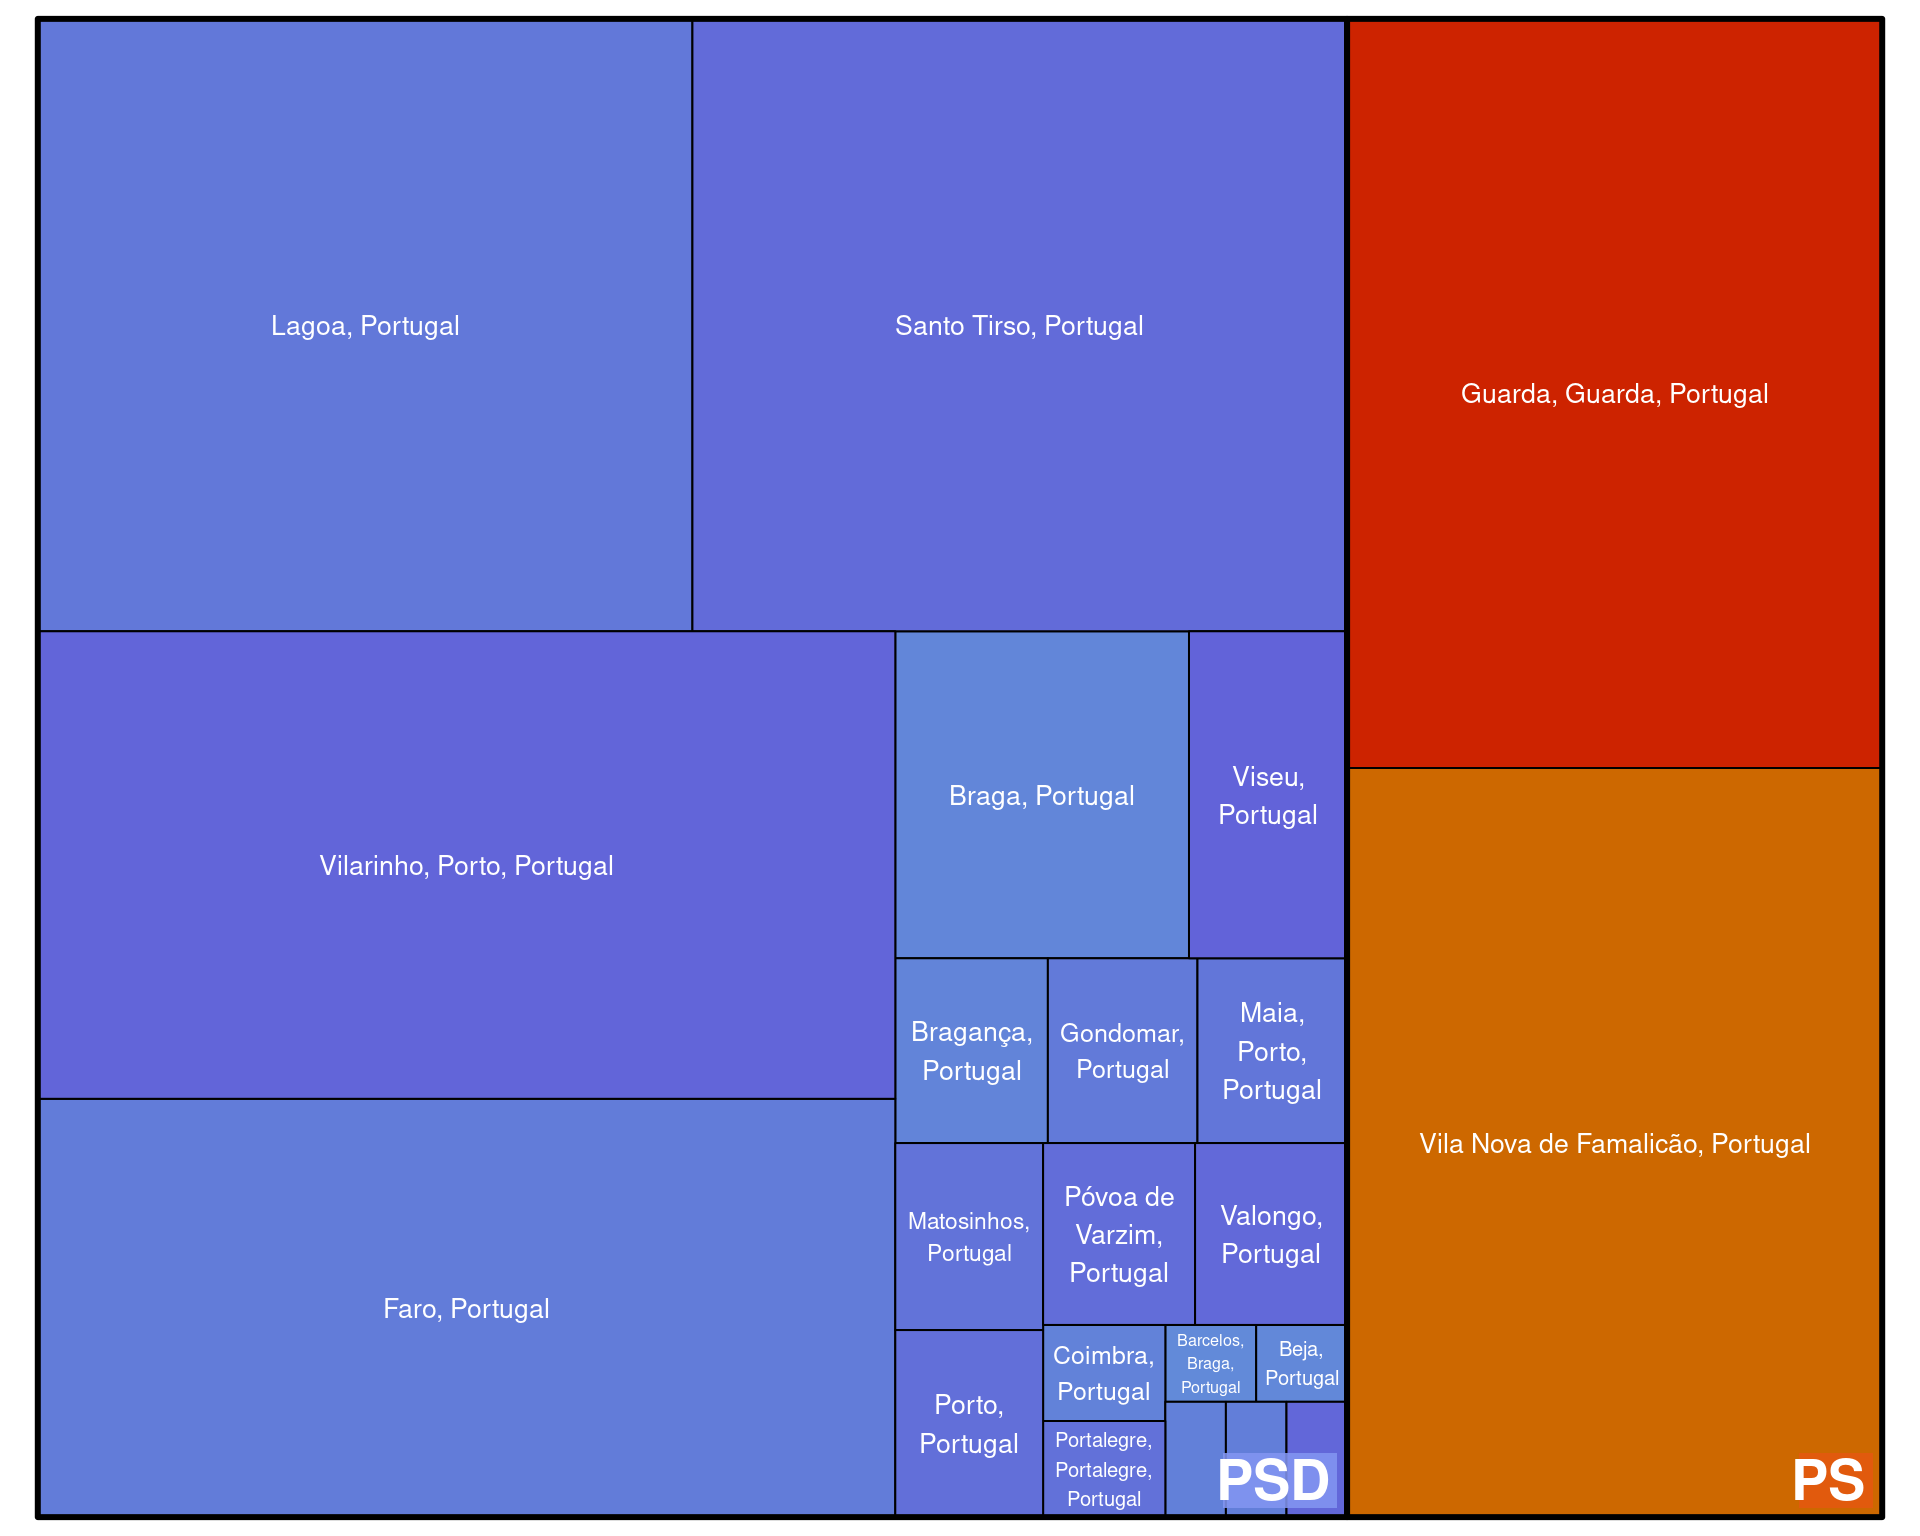 Lagoa, Portugal
Santo Tirso, Portugal
Guarda, Guarda, Portugal
Vilarinho, Porto, Portugal
Braga, Portugal
Viseu,
Portugal
Bragança,
Portugal
Gondomar,
Portugal
Maia,
Porto,
Portugal
Vila Nova de Famalicão, Portugal
Faro, Portugal
Matosinhos,
Portugal
Póvoa de
Varzim,
Portugal
Valongo,
Portugal
Porto,
Portugal
Coimbra,
Portugal
Barcelos,
Braga,
Portugal
Beja,
Portugal
Portalegre,
Portalegre,
Portugal
PSD
PS